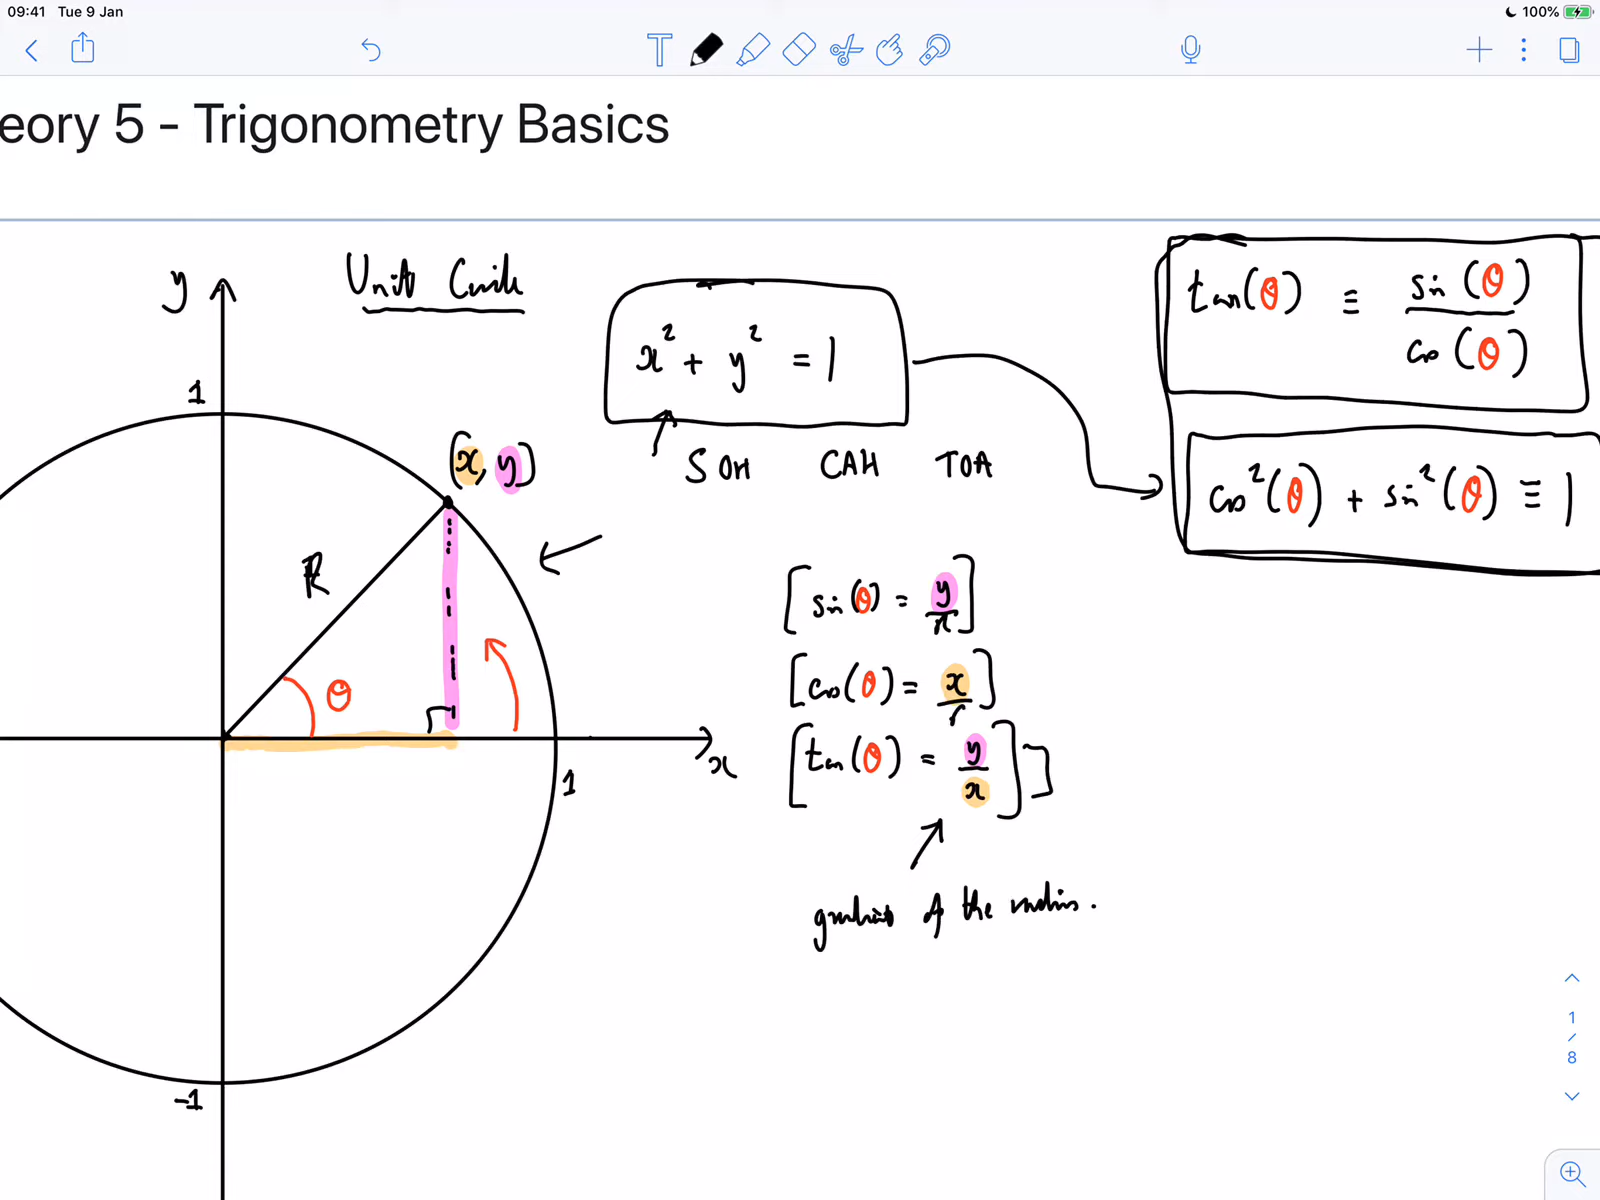 09:41 Tue 9 Jan
100%
eory 5 - Trigonometry Basics
y
Unit Circle
1
x² + y² = 1
tan(θ) ≡ sin(θ)/cos(θ)
(x, y)
SOH CAH TOA
cos²(θ) + sin²(θ) ≡ 1
R
θ
[sin(θ) = y/r]
[cos(θ) = x/r]
[tan(θ) = y/x]]
x
1
gradient of the radius.
-1
1
/
8